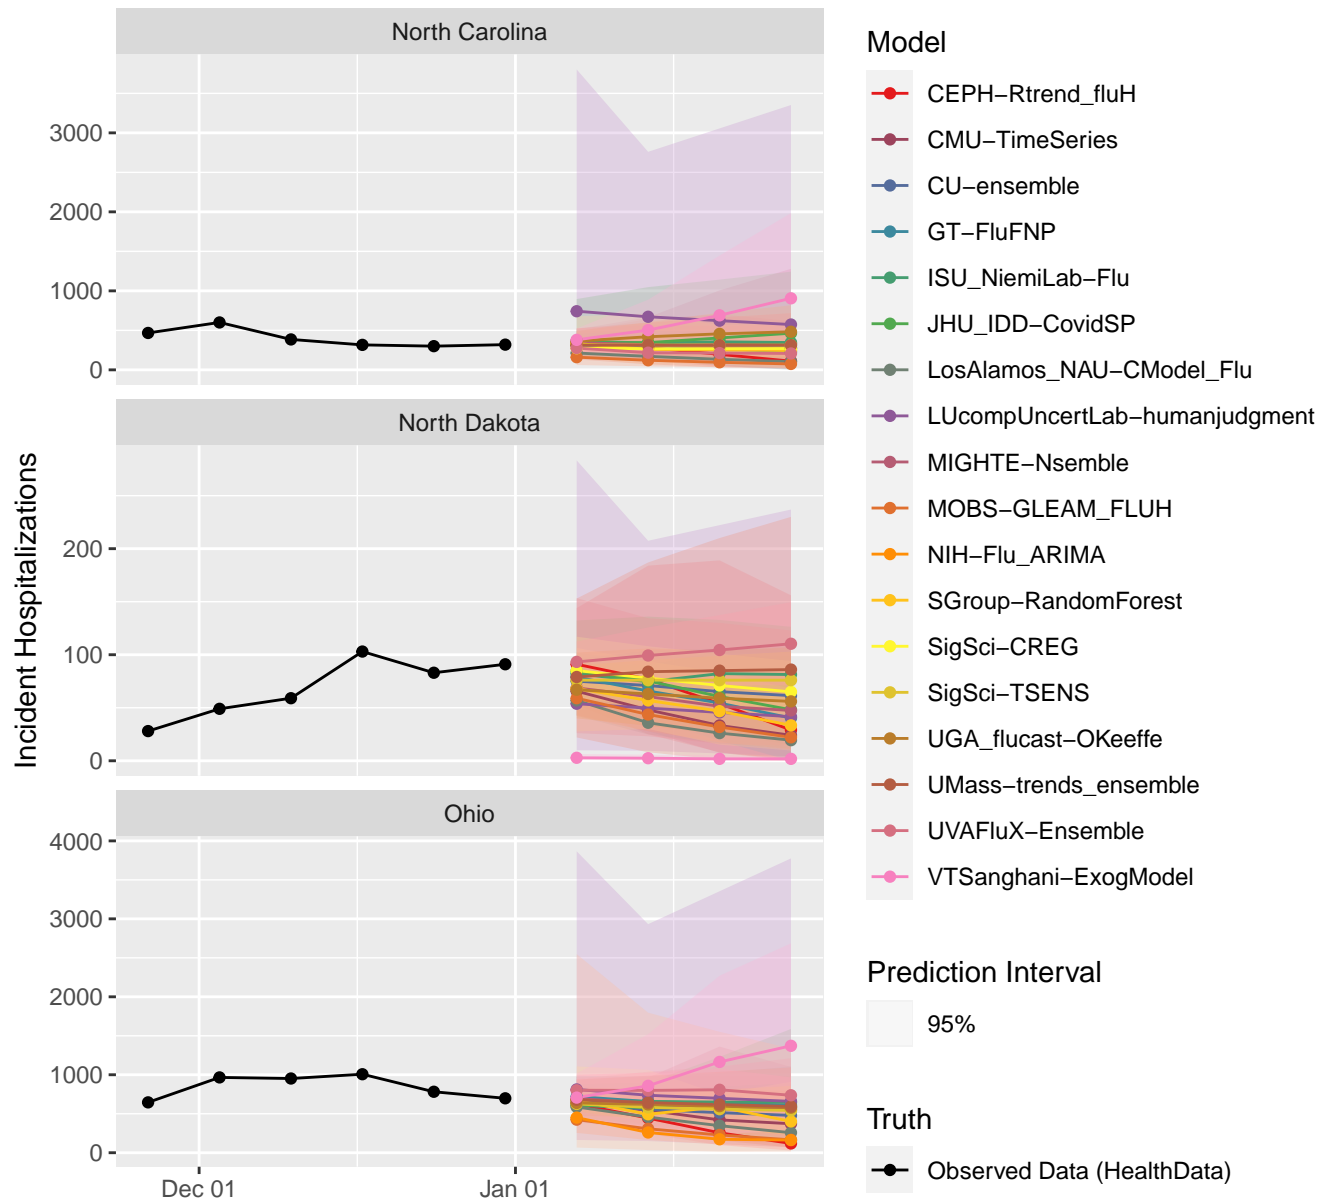 North Carolina
3000
2000
1000
0
North Dakota
200
100
0
Ohio
4000
3000
2000
1000
0
Dec 01
Jan 01
Incident Hospitalizations
Model
CEPH−Rtrend_fluH
CMU−TimeSeries
CU−ensemble
GT−FluFNP
ISU_NiemiLab−Flu
JHU_IDD−CovidSP
LosAlamos_NAU−CModel_Flu
LUcompUncertLab−humanjudgment
MIGHTE−Nsemble
MOBS−GLEAM_FLUH
NIH−Flu_ARIMA
SGroup−RandomForest
SigSci−CREG
SigSci−TSENS
UGA_flucast−OKeeffe
UMass−trends_ensemble
UVAFluX−Ensemble
VTSanghani−ExogModel
Prediction Interval
95%
Truth
Observed Data (HealthData)